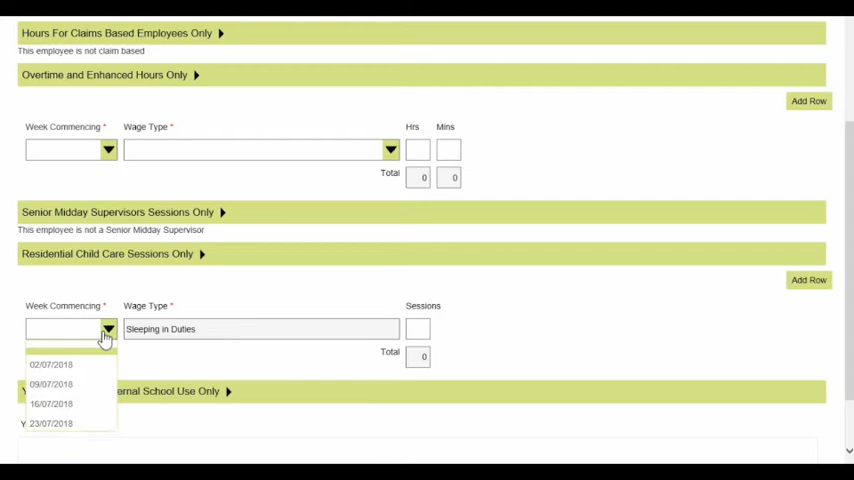 Hours For Claims Based Employees Only
This employee is not claim based
Overtime and Enhanced Hours Only
Add Row
Week Commencing * Wage Type * Hrs Mins
Total 0 0
Senior Midday Supervisors Sessions Only
This employee is not a Senior Midday Supervisor
Residential Child Care Sessions Only
Add Row
Week Commencing * Wage Type * Sessions
Sleeping in Duties
Total 0
02/07/2018
09/07/2018
Y ernal School Use Only
16/07/2018
Y 23/07/2018